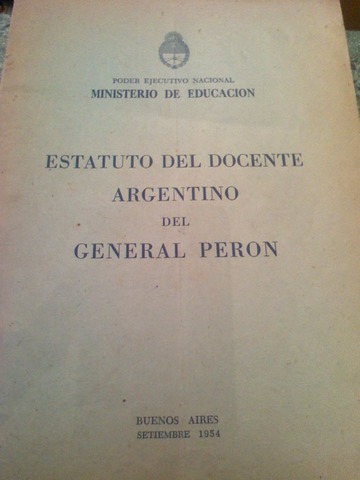 PODER EJECUTIVO NACIONAL
MINISTERIO DE EDUCACION
ESTATUTO DEL DOCENTE
ARGENTINO
DEL
GENERAL PERON
BUENOS AIRES
SETIEMBRE 1954